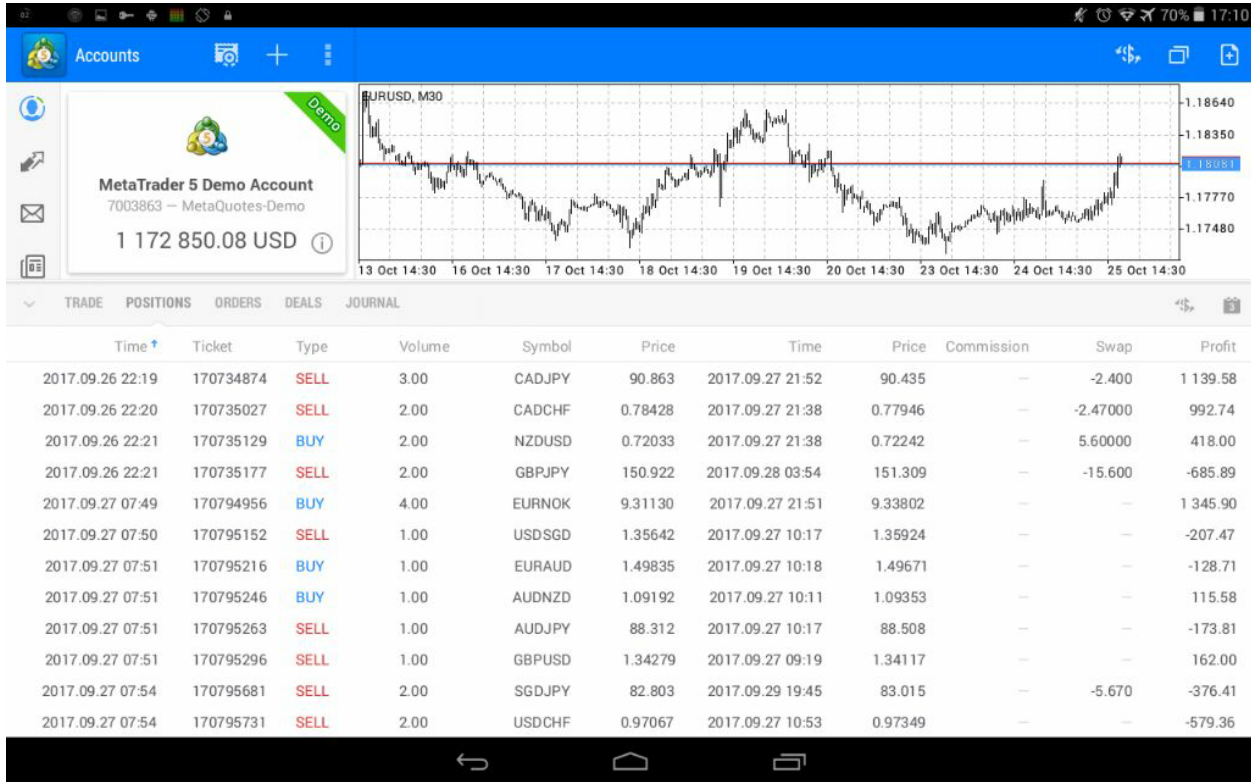 70% 17:10
Accounts
Demo
MetaTrader 5 Demo Account
7003863 — MetaQuotes-Demo
1 172 850.08 USD
EURUSD, M30
1.18640
1.18350
1.18081
1.17770
1.17480
13 Oct 14:30 16 Oct 14:30 17 Oct 14:30 18 Oct 14:30 19 Oct 14:30 20 Oct 14:30 23 Oct 14:30 24 Oct 14:30 25 Oct 14:30
TRADE POSITIONS ORDERS DEALS JOURNAL
Time Ticket Type Volume Symbol Price Time Price Commission Swap Profit
2017.09.26 22:19 170734874 SELL 3.00 CADJPY 90.863 2017.09.27 21:52 90.435 — -2.400 1 139.58
2017.09.26 22:20 170735027 SELL 2.00 CADCHF 0.78428 2017.09.27 21:38 0.77946 — -2.47000 992.74
2017.09.26 22:21 170735129 BUY 2.00 NZDUSD 0.72033 2017.09.27 21:38 0.72242 — 5.60000 418.00
2017.09.26 22:21 170735177 SELL 2.00 GBPJPY 150.922 2017.09.28 03:54 151.309 — -15.600 -685.89
2017.09.27 07:49 170794956 BUY 4.00 EURNOK 9.31130 2017.09.27 21:51 9.33802 — — 1 345.90
2017.09.27 07:50 170795152 SELL 1.00 USDSGD 1.35642 2017.09.27 10:17 1.35924 — — -207.47
2017.09.27 07:51 170795216 BUY 1.00 EURAUD 1.49835 2017.09.27 10:18 1.49671 — — -128.71
2017.09.27 07:51 170795246 BUY 1.00 AUDNZD 1.09192 2017.09.27 10:11 1.09353 — — 115.58
2017.09.27 07:51 170795263 SELL 1.00 AUDJPY 88.312 2017.09.27 10:17 88.508 — — -173.81
2017.09.27 07:51 170795296 SELL 1.00 GBPUSD 1.34279 2017.09.27 09:19 1.34117 — — 162.00
2017.09.27 07:54 170795681 SELL 2.00 SGDJPY 82.803 2017.09.29 19:45 83.015 — -5.670 -376.41
2017.09.27 07:54 170795731 SELL 2.00 USDCHF 0.97067 2017.09.27 10:53 0.97349 — — -579.36